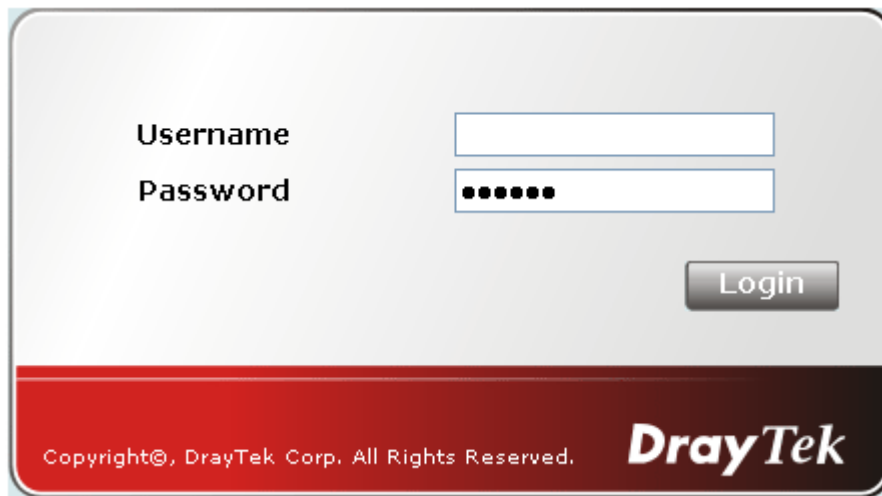 Username
Password ●●●●●●
Login
Copyright©, DrayTek Corp. All Rights Reserved. DrayTek